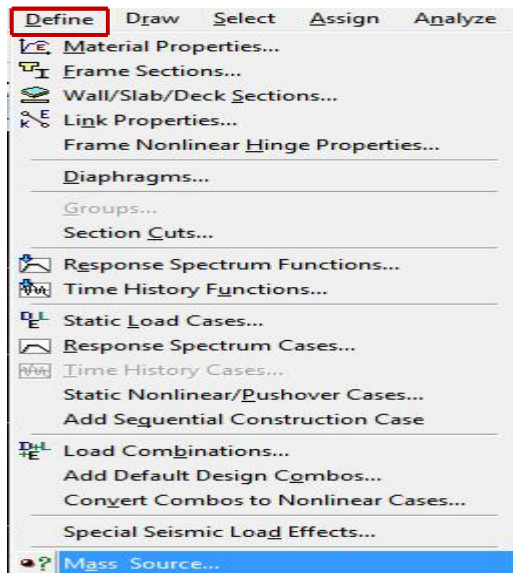 Define Draw Select Assign Analyze
Material Properties...
Frame Sections...
Wall/Slab/Deck Sections...
Link Properties...
Frame Nonlinear Hinge Properties...
Diaphragms...
Groups...
Section Cuts...
Response Spectrum Functions...
Time History Functions...
Static Load Cases...
Response Spectrum Cases...
Time History Cases...
Static Nonlinear/Pushover Cases...
Add Sequential Construction Case
Load Combinations...
Add Default Design Combos...
Convert Combos to Nonlinear Cases...
Special Seismic Load Effects...
Mass Source...